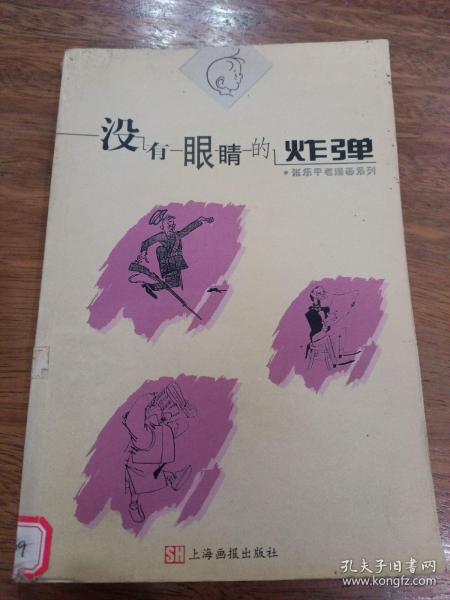 没有眼睛的炸弹
•张乐平老漫画系列
SH 上海画报出版社
孔夫子旧书网
www.kongfz.com